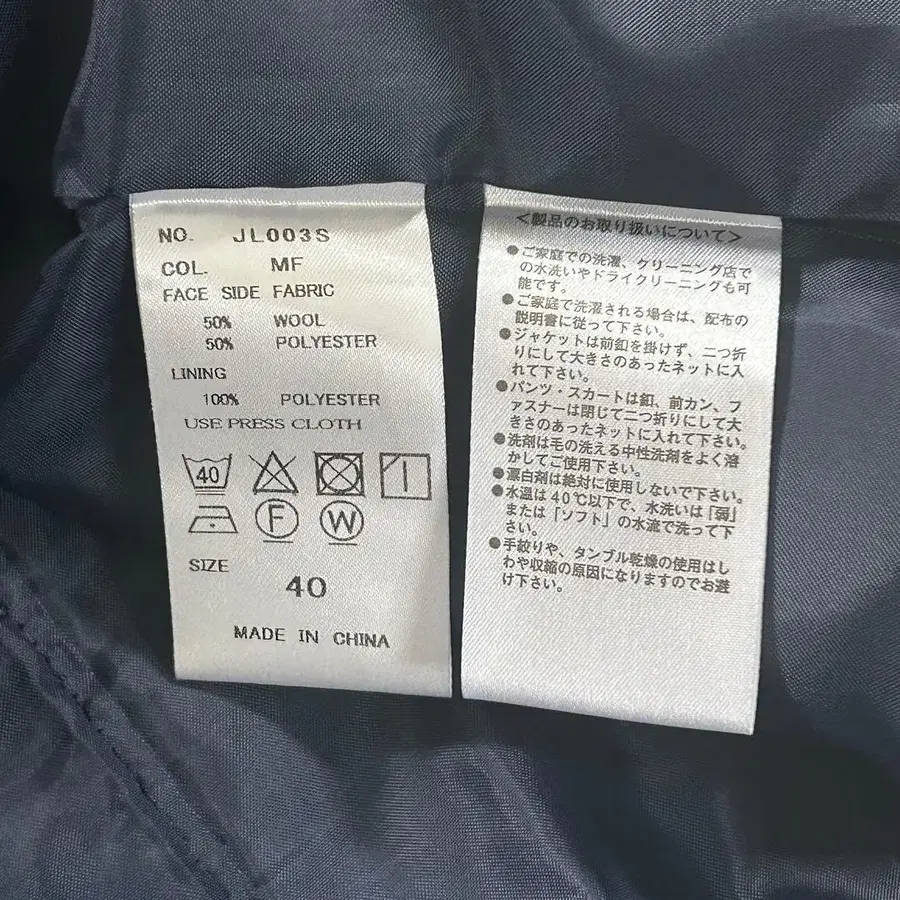 NO. JL003S
COL. MF
FACE SIDE FABRIC
50% WOOL
50% POLYESTER
LINING
100% POLYESTER
USE PRESS CLOTH
40
F W
SIZE
40
MADE IN CHINA
<製品のお取り扱いについて>
●ご家庭での洗濯、クリーニング店で
の水洗いやドライクリーニングも可
能です。
●ご家庭で洗濯される場合は、配布の
説明書に従って下さい。
●ジャケットは前釦を掛けず、二つ折
りにして大きさのあったネットに入
れて下さい。
●パンツ・スカートは釦、前カン、フ
ァスナーは閉じて二つ折りにして大
きさのあったネットに入れて下さい。
●洗剤は毛の洗える中性洗剤をよく溶
かしてご使用下さい。
●漂白剤は絶対に使用しないで下さい。
●水温は40℃以下で、水洗いは「弱」
または「ソフト」の水流で洗って下
さい。
●手絞りや、タンブル乾燥の使用はし
わや収縮の原因になりますのでお避
け下さい。